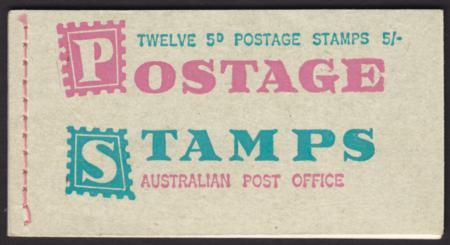 TWELVE 5D POSTAGE STAMPS 5/-
POSTAGE
STAMPS
AUSTRALIAN POST OFFICE